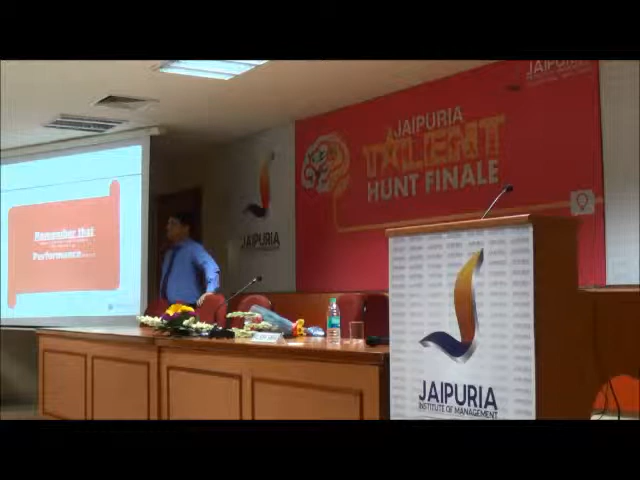 JAIPURIA
JAIPURIA
TALENT
HUNT FINALE
Remember that
Performance
JAIPURIA
JAIPURIA
INSTITUTE OF MANAGEMENT